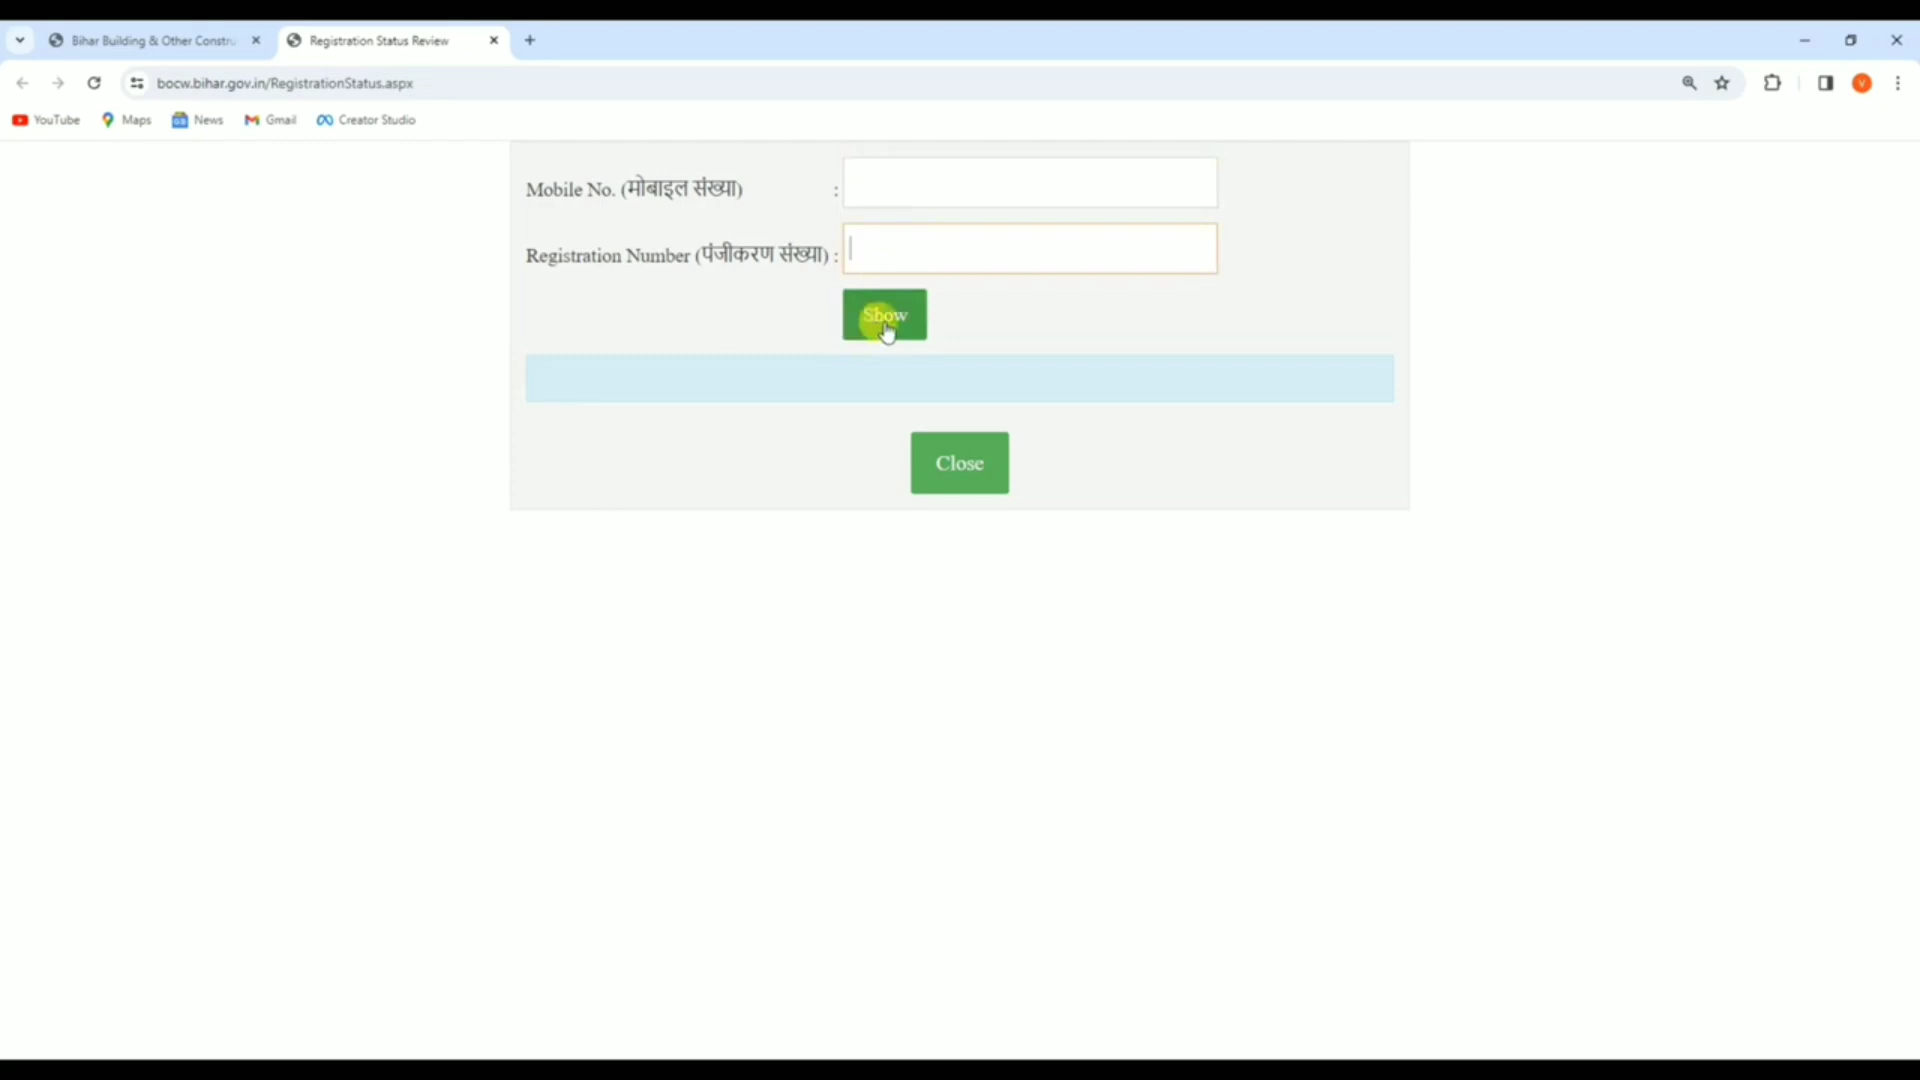 Bihar Building & Other Constru
Registration Status Review
bocw.bihar.gov.in/RegistrationStatus.aspx
YouTube
Maps
News
Gmail
Creator Studio
Mobile No. (मोबाइल संख्या) :
Registration Number (पंजीकरण संख्या) :
Show
Close